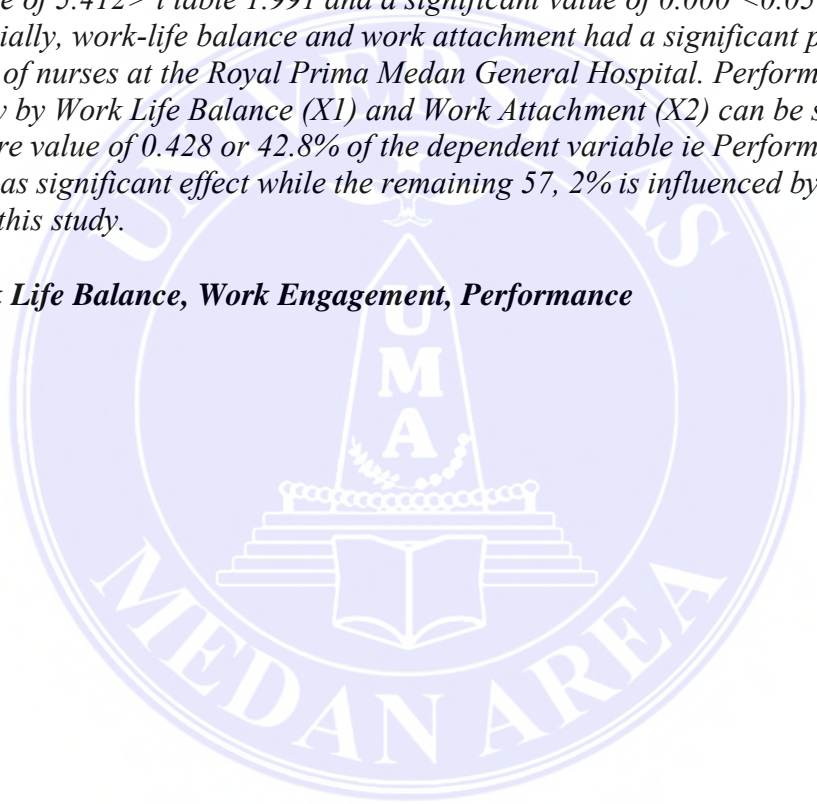 of 5.412> t table 1.991 and a significant value of 0.000 <0.05
ially, work-life balance and work attachment had a significant p
of nurses at the Royal Prima Medan General Hospital. Perform
y by Work Life Balance (X1) and Work Attachment (X2) can be s
re value of 0.428 or 42.8% of the dependent variable ie Perform
as significant effect while the remaining 57, 2% is influenced by
this study.
Life Balance, Work Engagement, Performance
UNIVERSITAS
UMA
MEDAN AREA